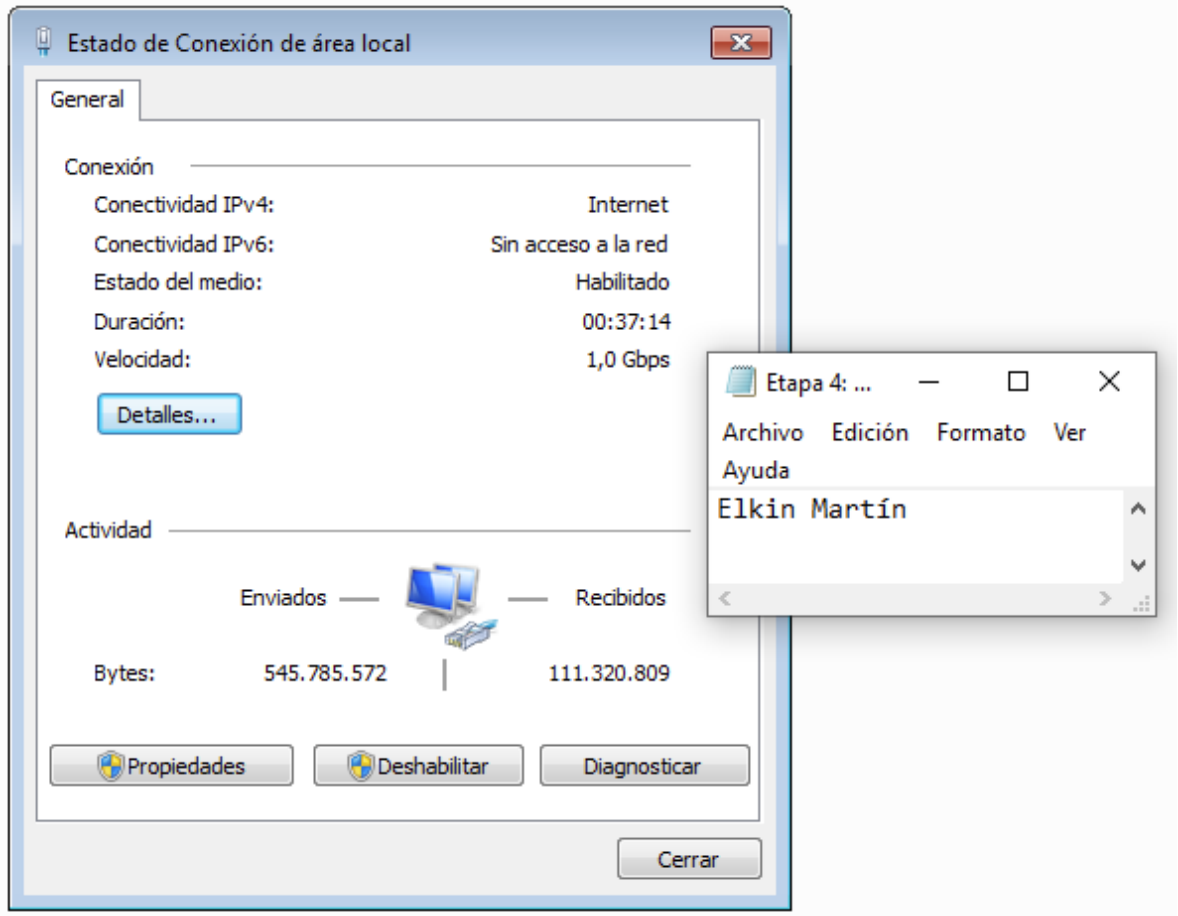 Estado de Conexión de área local
General
Conexión
Conectividad IPv4: Internet
Conectividad IPv6: Sin acceso a la red
Estado del medio: Habilitado
Duración: 00:37:14
Velocidad: 1,0 Gbps
Detalles...
Actividad
Enviados Recibidos
Bytes: 545.785.572 111.320.809
Propiedades Deshabilitar Diagnosticar
Cerrar
Etapa 4: ...
Archivo Edición Formato Ver
Ayuda
Elkin Martín